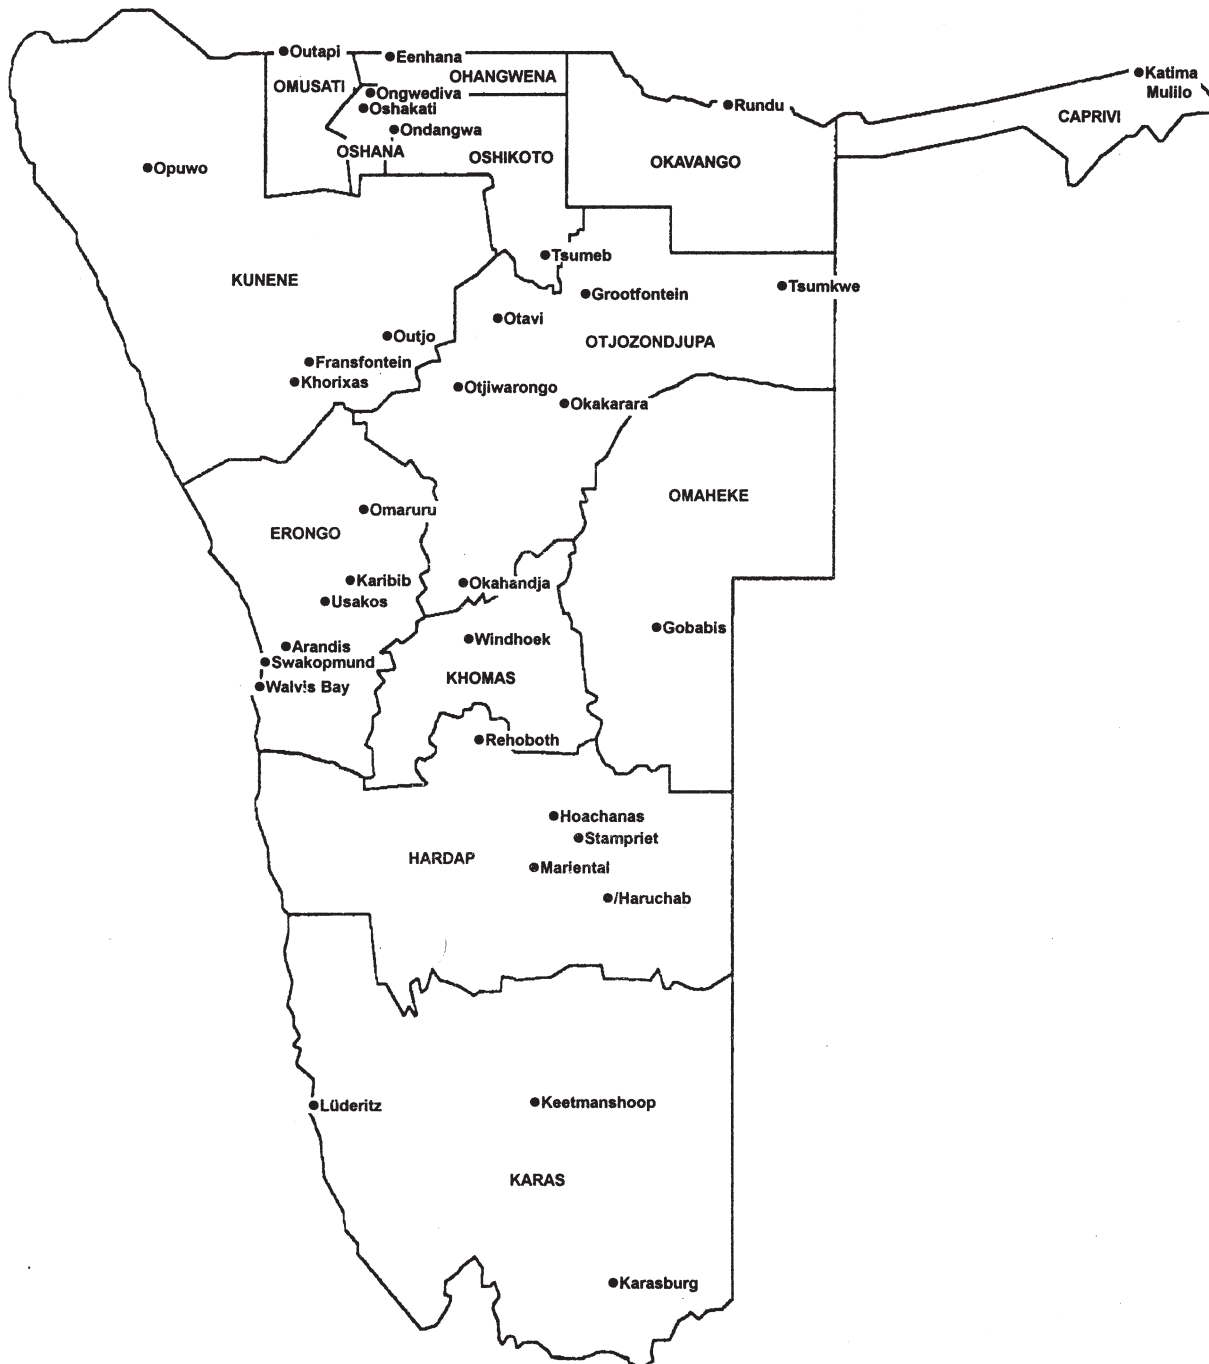 Outapi
Eenhana
OHANGWENA
Katima
Mulilo
OMUSATI
Ongwediva
Oshakati
Rundu
CAPRIVI
Ondangwa
OSHANA
OSHIKOTO
OKAVANGO
Opuwo
Tsumeb
KUNENE
Grootfontein
Tsumkwe
Otavi
Outjo
OTJOZONDJUPA
Fransfontein
Khorixas
Otjiwarongo
Okakarara
OMAHEKE
Omaruru
ERONGO
Karibib
Okahandja
Usakos
Gobabis
Windhoek
Arandis
Swakopmund
KHOMAS
Walvis Bay
Rehoboth
Hoachanas
Stampriet
HARDAP
Mariental
/Haruchab
Lüderitz
Keetmanshoop
KARAS
Karasburg